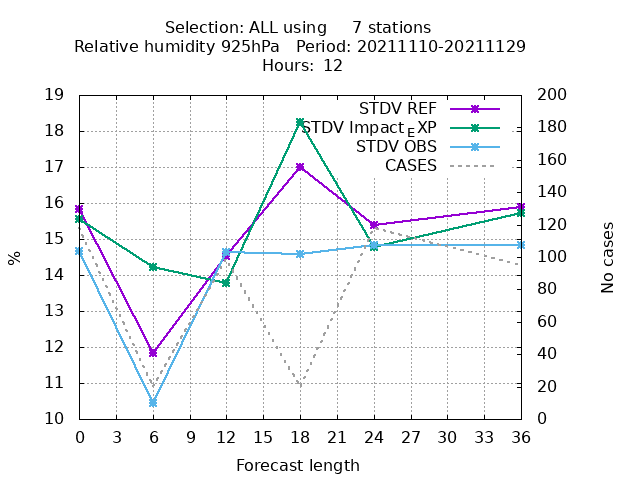 Selection: ALL using     7 stations
Relative humidity 925hPa   Period: 20211110-20211129
Hours:  12
STDV REF
STDV Impact_EXP
STDV OBS
CASES
19
18
17
16
15
14
13
12
11
10
200
180
160
140
120
100
80
60
40
20
0
%
No cases
0 3 6 9 12 15 18 21 24 27 30 33 36
Forecast length